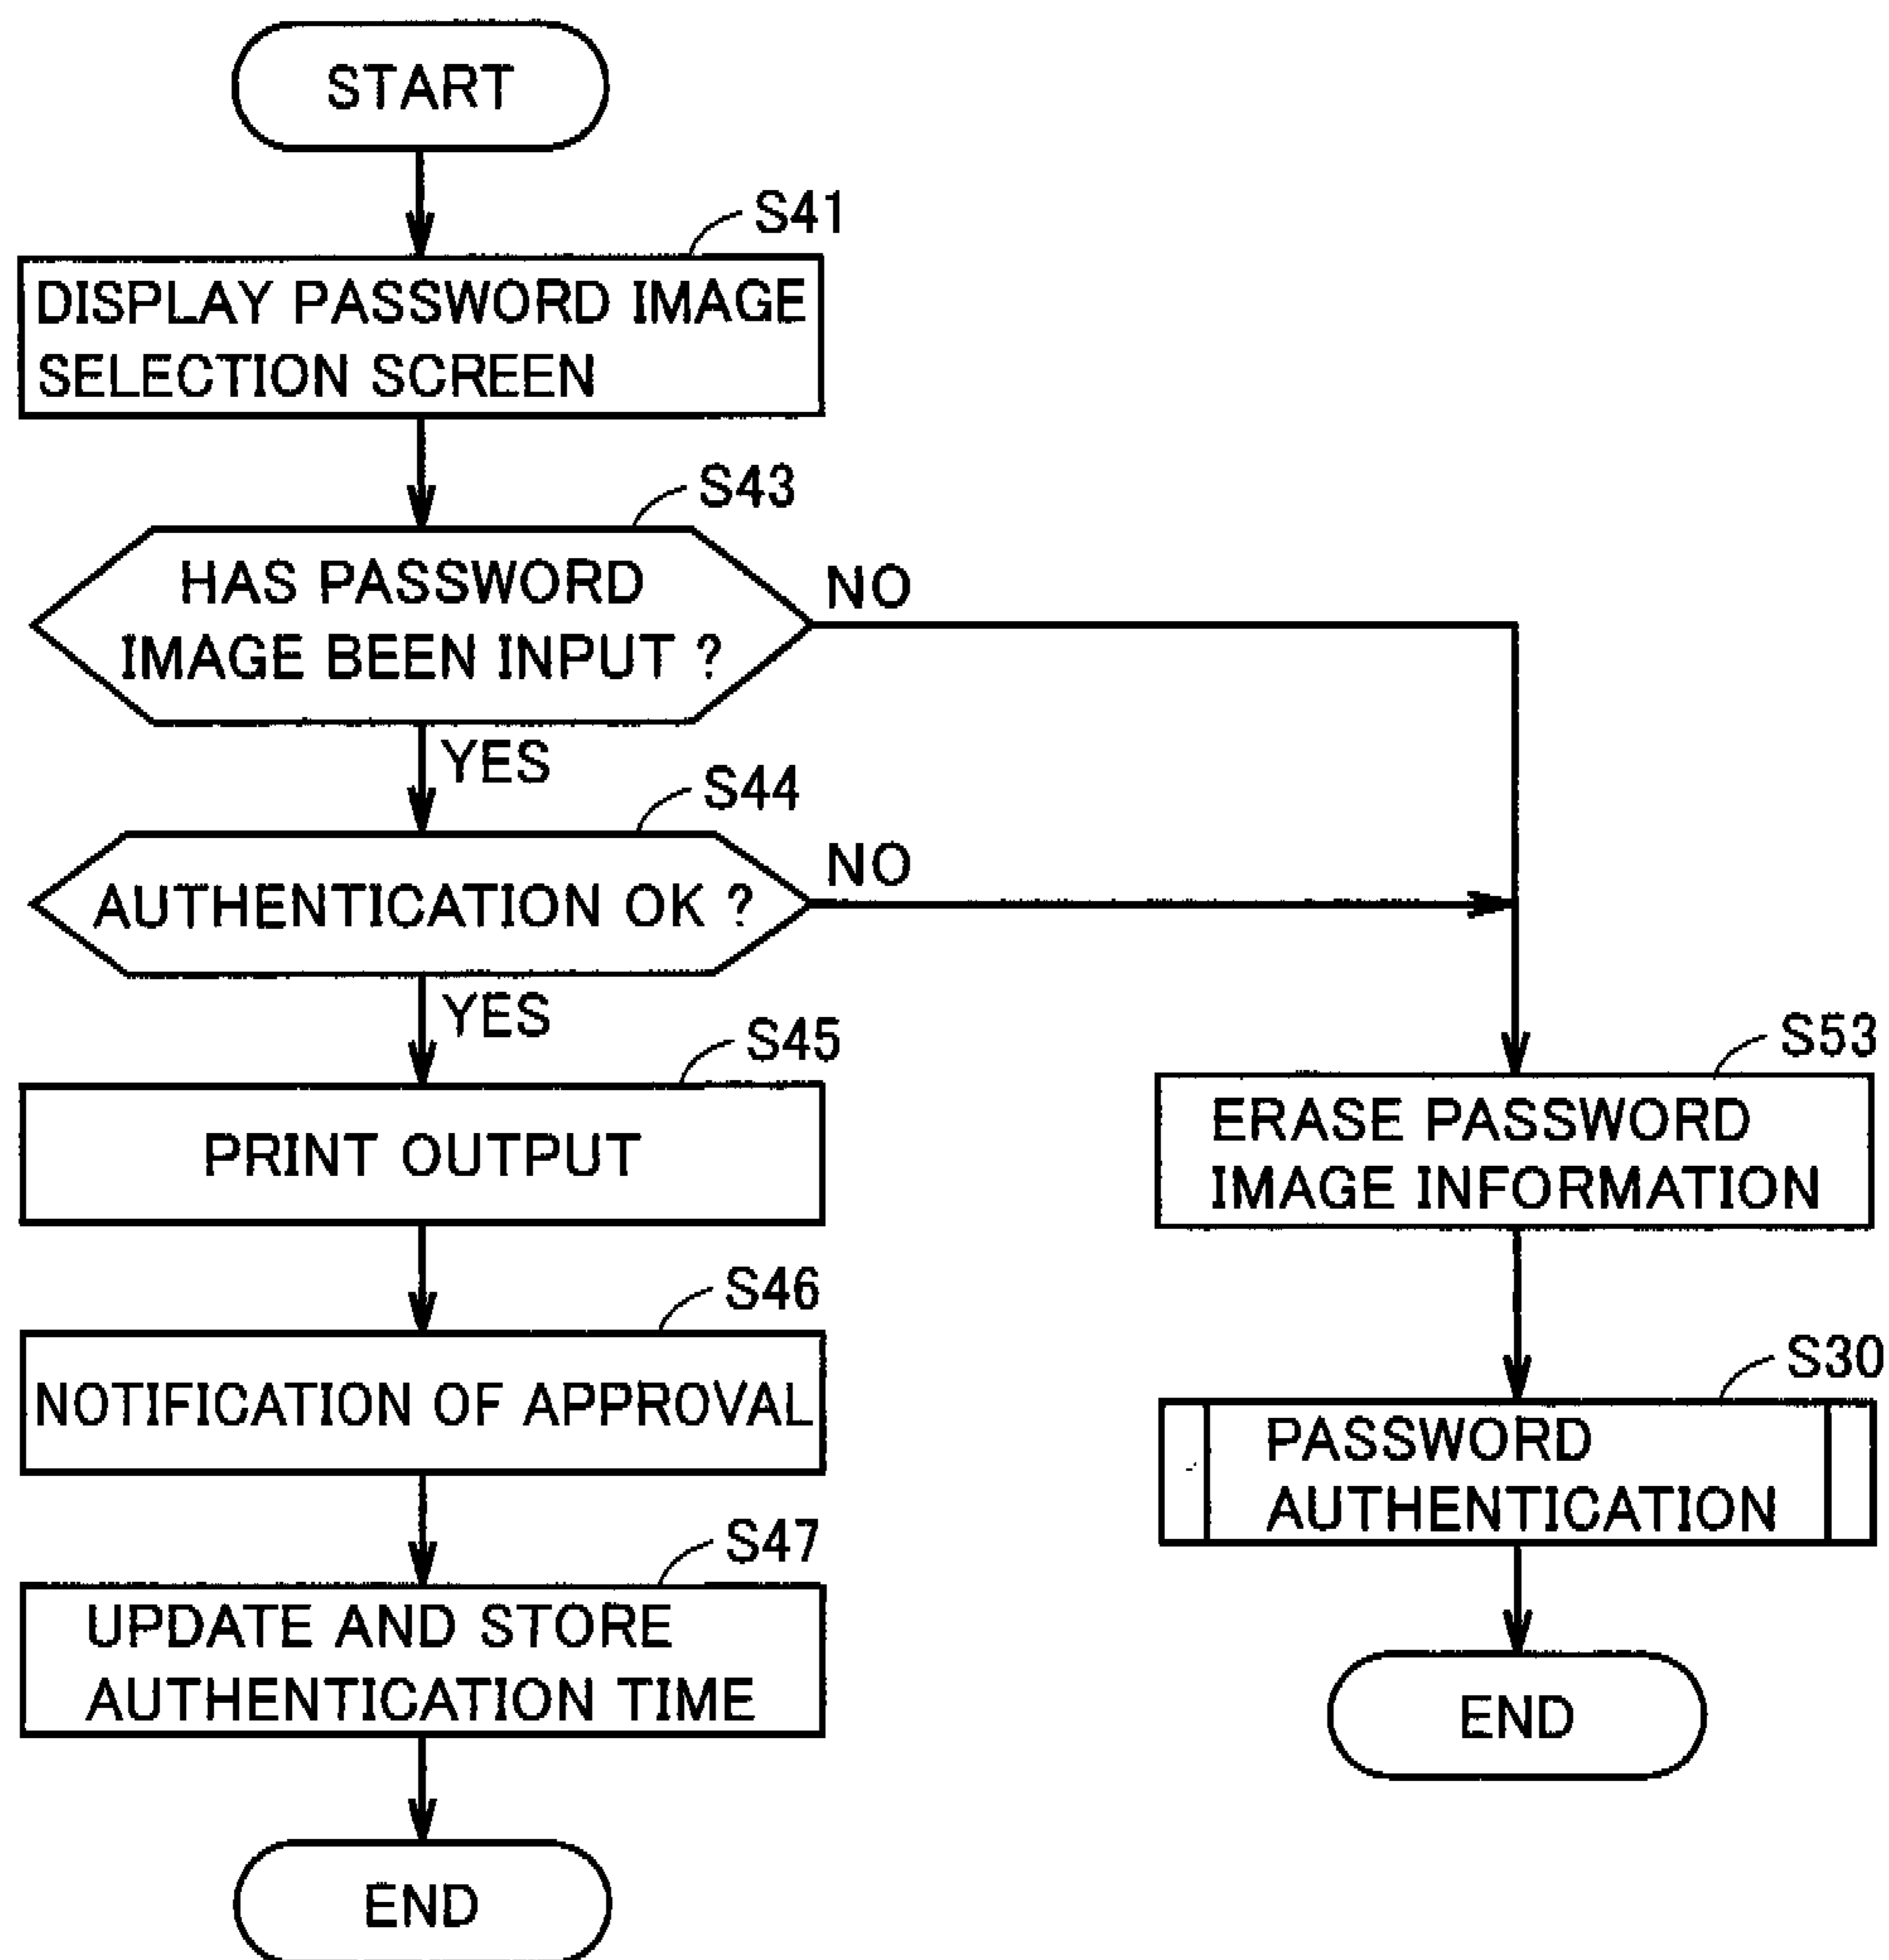 START
S41
DISPLAY PASSWORD IMAGE
SELECTION SCREEN
S43
HAS PASSWORD
IMAGE BEEN INPUT ?
NO
YES
S44
AUTHENTICATION OK ?
NO
YES
S45
PRINT OUTPUT
S46
NOTIFICATION OF APPROVAL
S47
UPDATE AND STORE
AUTHENTICATION TIME
END
S53
ERASE PASSWORD
IMAGE INFORMATION
S30
PASSWORD
AUTHENTICATION
END